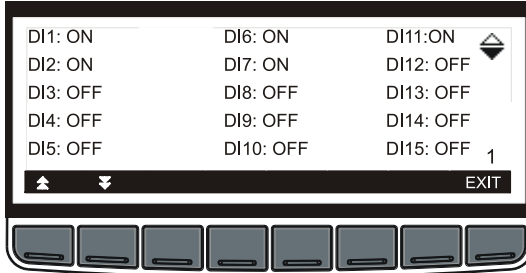 DI1: ON DI6: ON DI11:ON
DI2: ON DI7: ON DI12: OFF
DI3: OFF DI8: OFF DI13: OFF
DI4: OFF DI9: OFF DI14: OFF
DI5: OFF DI10: OFF DI15: OFF
1
EXIT